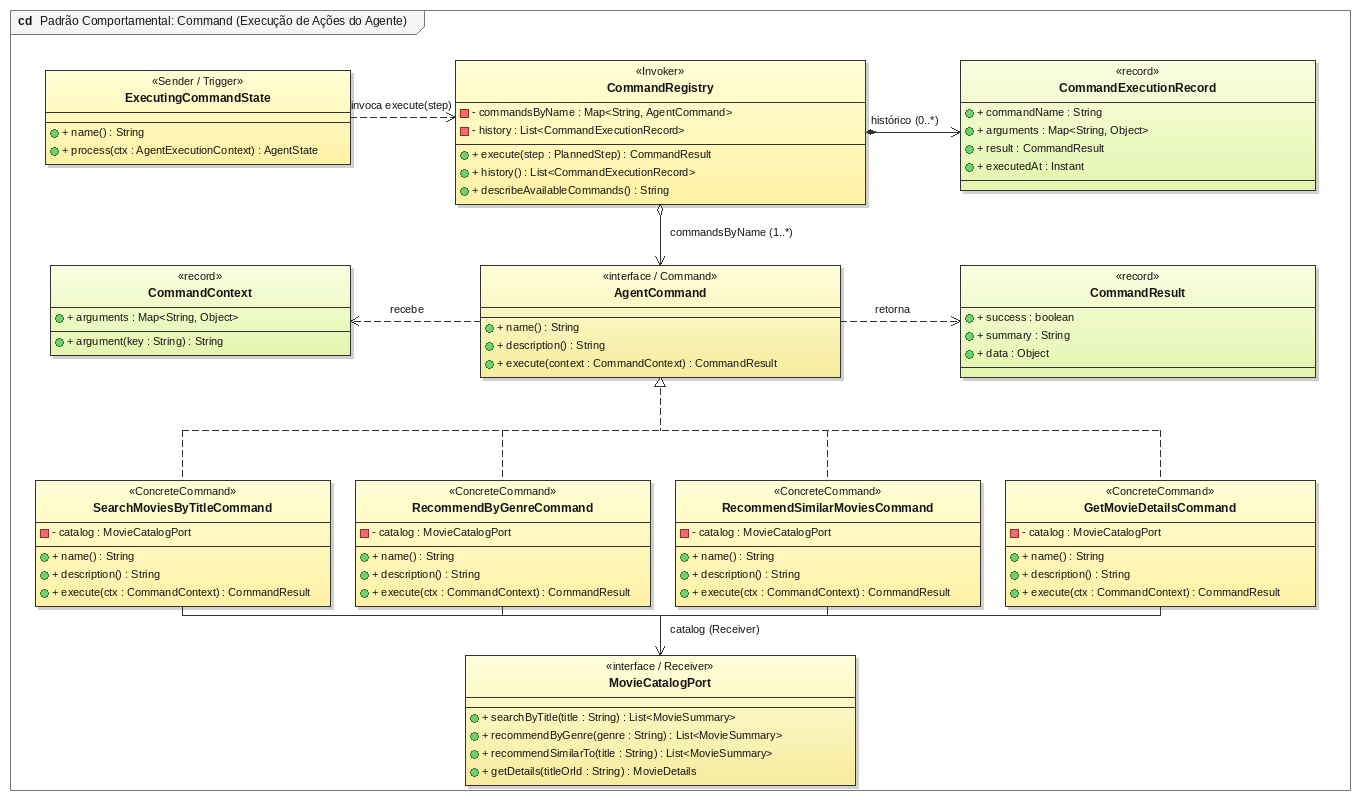 cd Padrão Comportamental: Command (Execução de Ações do Agente)
«Sender / Trigger»
ExecutingCommandState
+ name() : String
+ process(ctx : AgentExecutionContext) : AgentState
invoca execute(step)
«Invoker»
CommandRegistry
- commandsByName : Map<String, AgentCommand>
- history : List<CommandExecutionRecord>
+ execute(step : PlannedStep) : CommandResult
+ history() : List<CommandExecutionRecord>
+ describeAvailableCommands() : String
histórico (0..*)
«record»
CommandExecutionRecord
+ commandName : String
+ arguments : Map<String, Object>
+ result : CommandResult
+ executedAt : Instant
commandsByName (1..*)
«record»
CommandContext
+ arguments : Map<String, Object>
+ argument(key : String) : String
recebe
«interface / Command»
AgentCommand
+ name() : String
+ description() : String
+ execute(context : CommandContext) : CommandResult
retorna
«record»
CommandResult
+ success : boolean
+ summary : String
+ data : Object
«ConcreteCommand»
SearchMoviesByTitleCommand
- catalog : MovieCatalogPort
+ name() : String
+ description() : String
+ execute(ctx : CommandContext) : CommandResult
«ConcreteCommand»
RecommendByGenreCommand
- catalog : MovieCatalogPort
+ name() : String
+ description() : String
+ execute(ctx : CommandContext) : CommandResult
«ConcreteCommand»
RecommendSimilarMoviesCommand
- catalog : MovieCatalogPort
+ name() : String
+ description() : String
+ execute(ctx : CommandContext) : CommandResult
«ConcreteCommand»
GetMovieDetailsCommand
- catalog : MovieCatalogPort
+ name() : String
+ description() : String
+ execute(ctx : CommandContext) : CommandResult
catalog (Receiver)
«interface / Receiver»
MovieCatalogPort
+ searchByTitle(title : String) : List<MovieSummary>
+ recommendByGenre(genre : String) : List<MovieSummary>
+ recommendSimilarTo(title : String) : List<MovieSummary>
+ getDetails(titleOrId : String) : MovieDetails